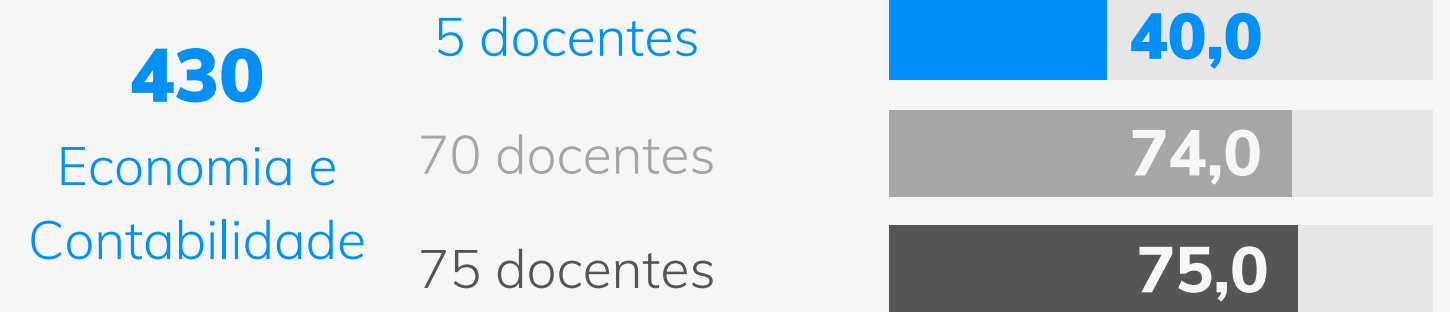 430
Economia e
Contabilidade
5 docentes
40,0
70 docentes
74,0
75 docentes
75,0